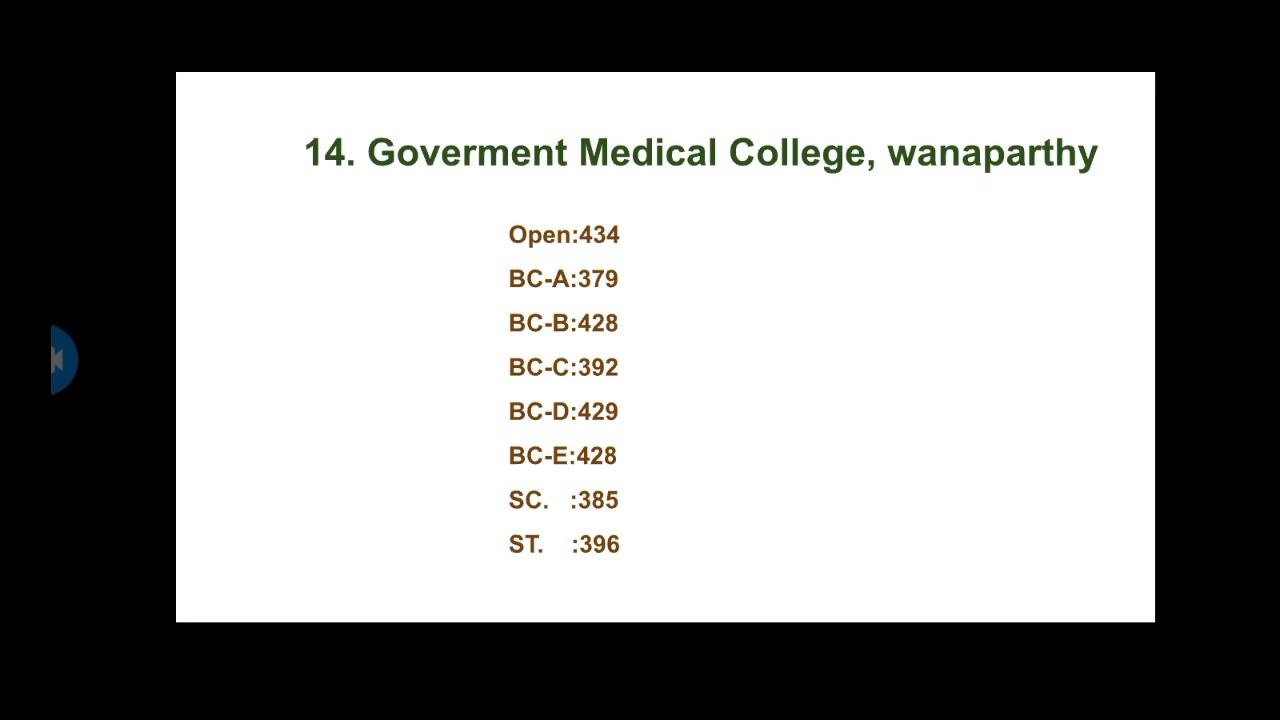 14. Goverment Medical College, wanaparthy
Open:434
BC-A:379
BC-B:428
BC-C:392
BC-D:429
BC-E:428
SC. :385
ST. :396